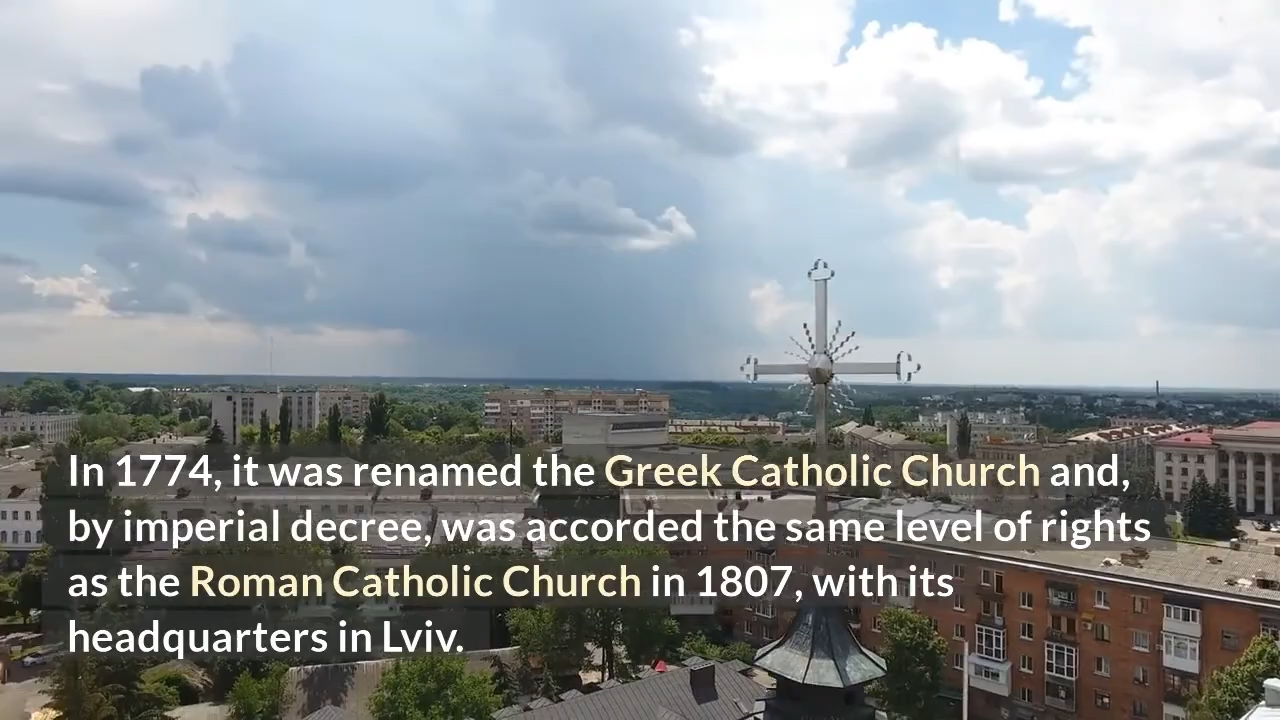 In 1774, it was renamed the Greek Catholic Church and,
by imperial decree, was accorded the same level of rights
as the Roman Catholic Church in 1807, with its
headquarters in Lviv.